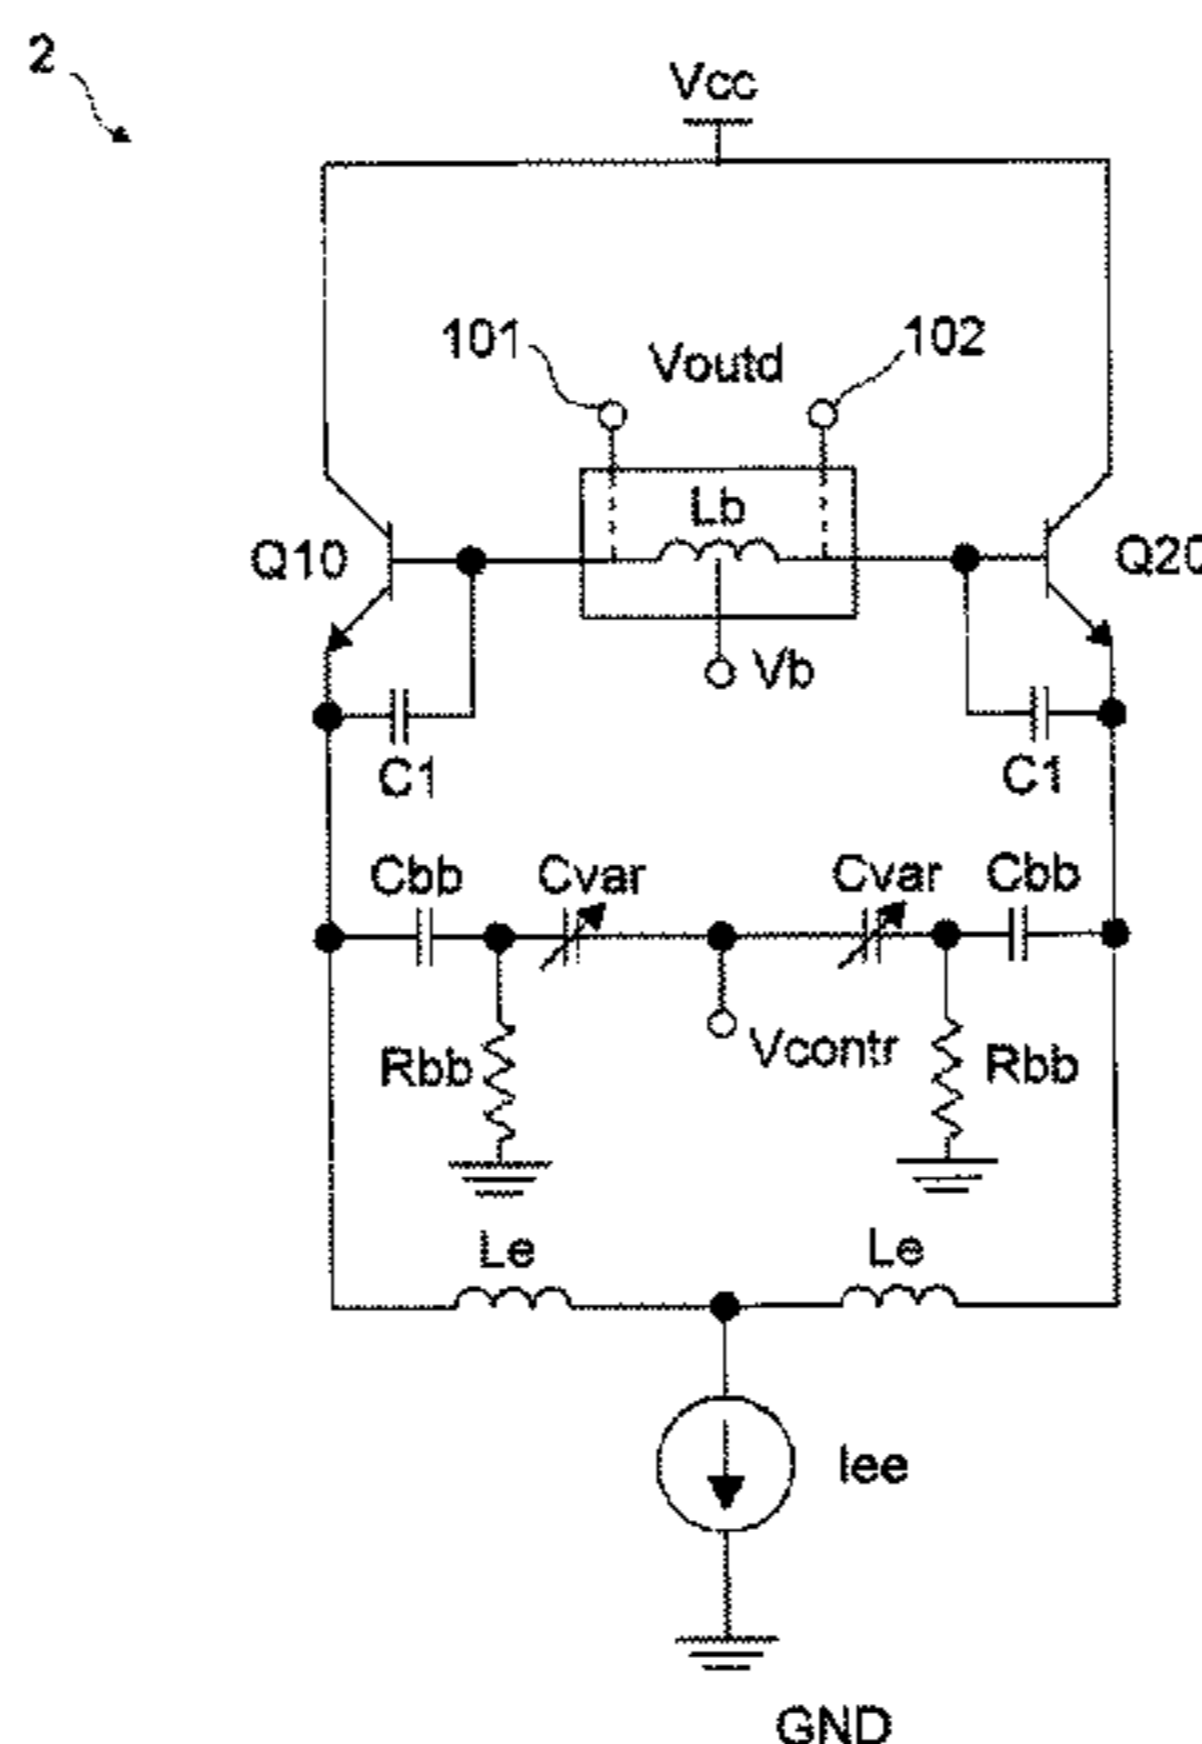 2
Vcc
101
Voutd
102
Lb
Q10
Q20
Vb
C1
C1
Cbb
Cvar
Cvar
Cbb
Rbb
Vcontr
Rbb
Le
Le
Iee
GND